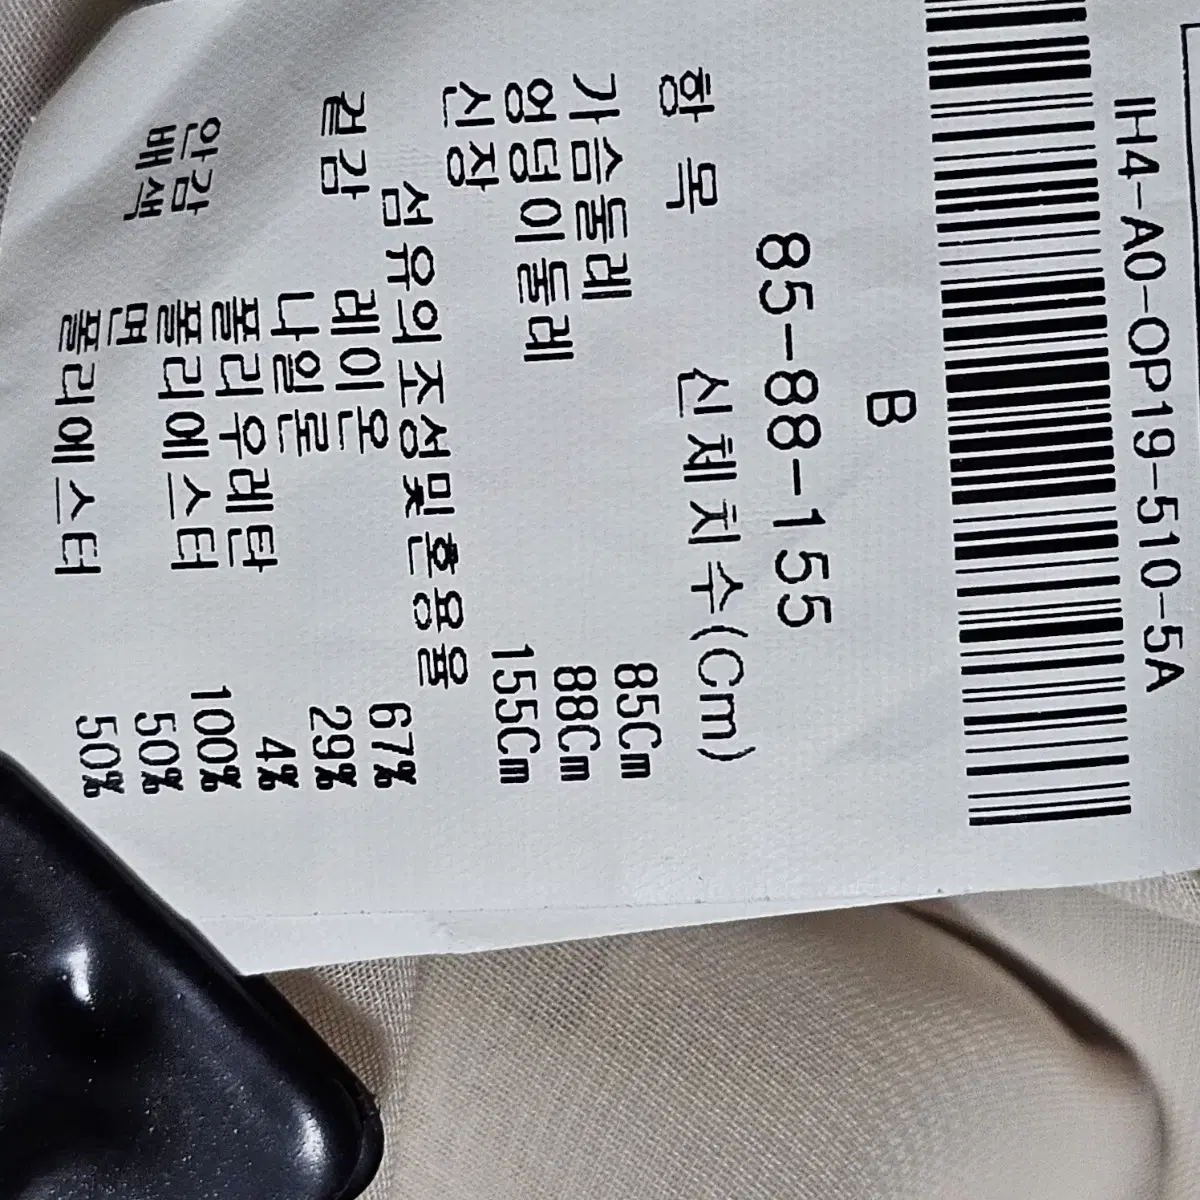 IH4-A0-OP19-510-5A
B
85-88-155
항 목 신체치수(Cm)
가슴둘레 85Cm
엉덩이둘레 88Cm
신장 155Cm
섬유의조성및혼용율
겉감 레이온 67%
나일론 29%
폴리우레탄 4%
안감 폴리에스터 100%
배색 면 50%
폴리에스터 50%